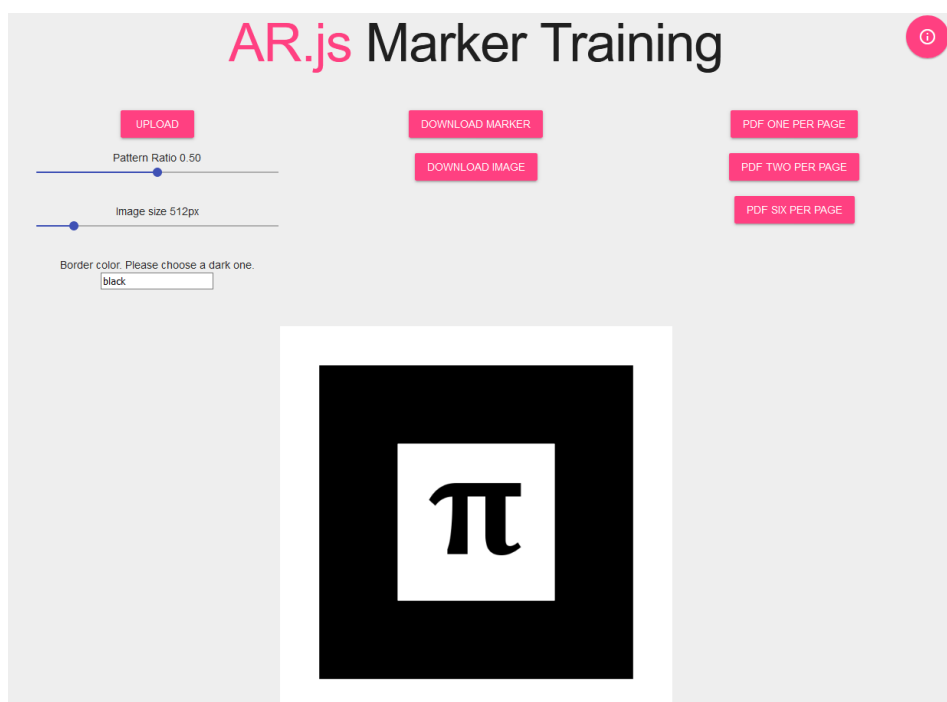 AR.js Marker Training
UPLOAD
Pattern Ratio 0.50
Image size 512px
Border color. Please choose a dark one.
black
DOWNLOAD MARKER
DOWNLOAD IMAGE
PDF ONE PER PAGE
PDF TWO PER PAGE
PDF SIX PER PAGE
π